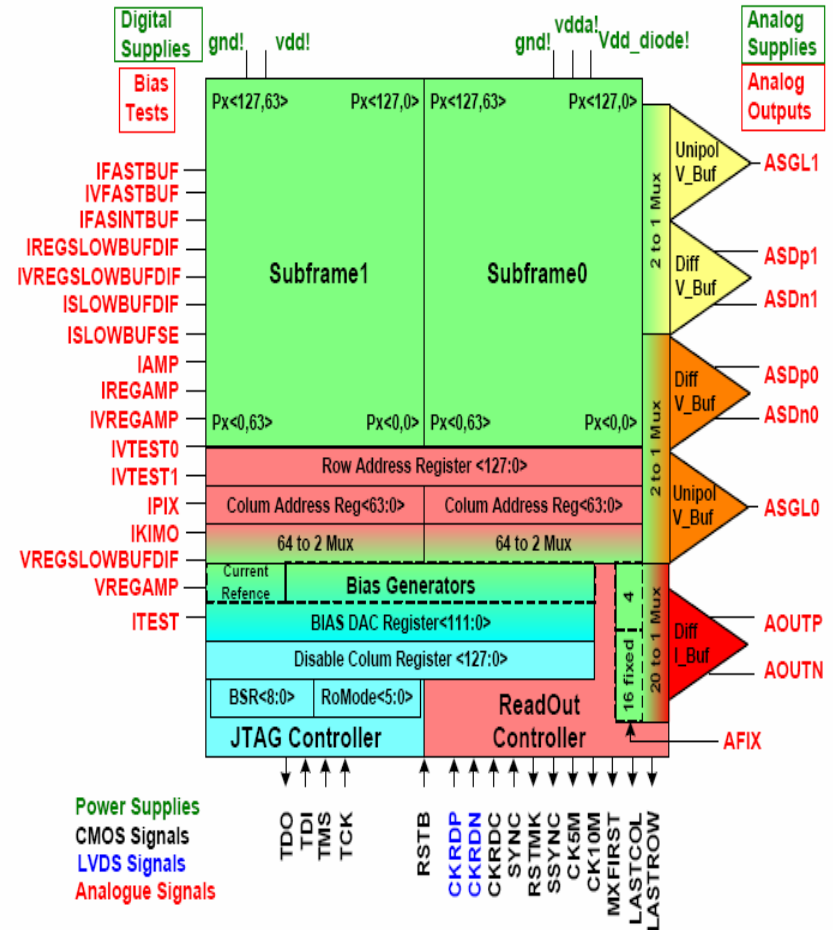 Digital
Supplies
gnd!
vdd!
gnd!
vdda!
Vdd_diode!
Analog
Supplies
Bias
Tests
Analog
Outputs
Px<127,63>
Px<127,0>
Px<127,63>
Px<127,0>
Subframe1
Subframe0
Px<0,63>
Px<0,0>
Px<0,63>
Px<0,0>
IFASTBUF
IVFASTBUF
IFASINTBUF
IREGSLOWBUFDIF
IVREGSLOWBUFDIF
ISLOWBUFDIF
ISLOWBUFSE
IAMP
IREGAMP
IVREGAMP
IVTEST0
IVTEST1
IPIX
IKIMO
VREGSLOWBUFDIF
VREGAMP
ITEST
Row Address Register <127:0>
Colum Address Reg<63:0>
Colum Address Reg<63:0>
64 to 2 Mux
64 to 2 Mux
Current
Refence
Bias Generators
BIAS DAC Register<111:0>
Disable Colum Register <127:0>
BSR<8:0>
RoMode<5:0>
JTAG Controller
ReadOut
Controller
2 to 1 Mux
2 to 1 Mux
4
16 fixed
20 to 1 Mux
Unipol
V_Buf
Diff
V_Buf
Diff
V_Buf
Unipol
V_Buf
Diff
I_Buf
ASGL1
ASDp1
ASDn1
ASDp0
ASDn0
ASGL0
AOUTP
AOUTN
AFIX
TDO
TDI
TMS
TCK
RSTB
CKRDP
CKRDN
CKRDC
SYNC
RSTMK
SSYNC
CK5M
CK10M
MXFIRST
LASTCOL
LASTROW
Power Supplies
CMOS Signals
LVDS Signals
Analogue Signals